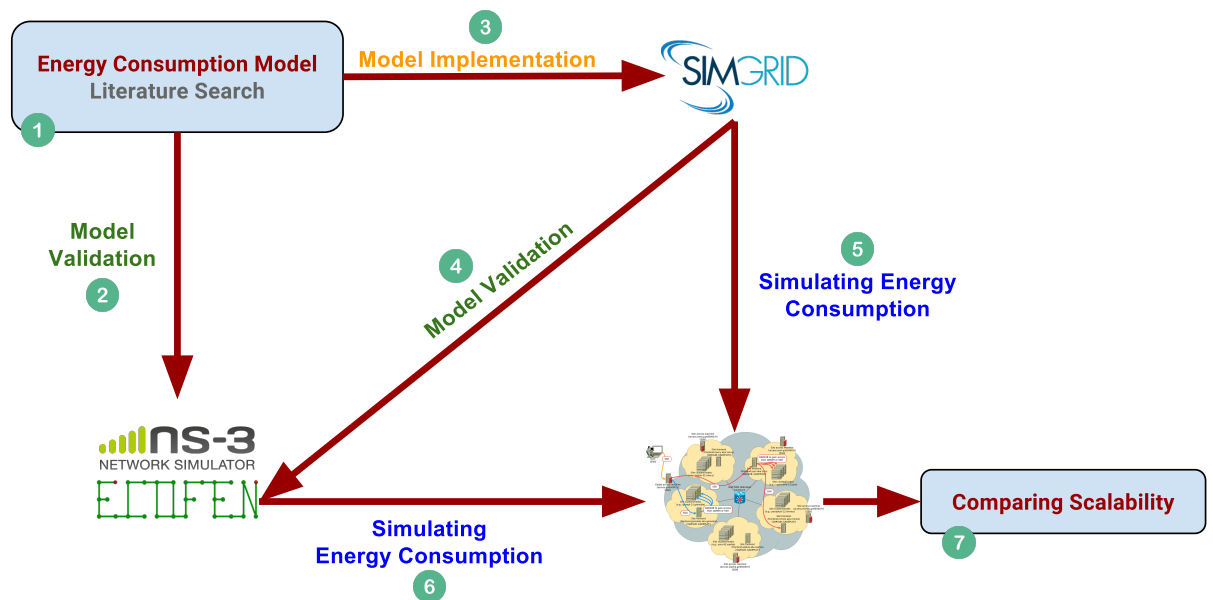 Energy Consumption Model
Literature Search
1
3
Model Implementation
SIMGRID
Model
Validation
2
4
Model Validation
5
Simulating Energy
Consumption
ns-3
NETWORK SIMULATOR
ECOFEN
Simulating
Energy Consumption
6
Comparing Scalability
7